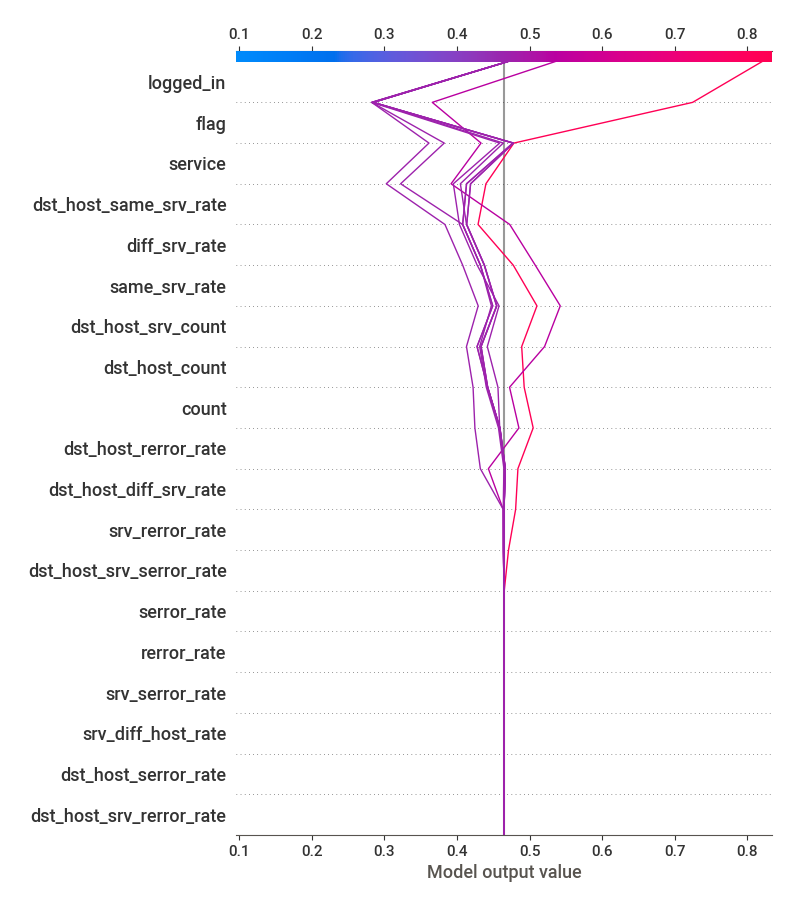 0.1 0.2 0.3 0.4 0.5 0.6 0.7 0.8
logged_in
flag
service
dst_host_same_srv_rate
diff_srv_rate
same_srv_rate
dst_host_srv_count
dst_host_count
count
dst_host_rerror_rate
dst_host_diff_srv_rate
srv_rerror_rate
dst_host_srv_serror_rate
serror_rate
rerror_rate
srv_serror_rate
srv_diff_host_rate
dst_host_serror_rate
dst_host_srv_rerror_rate
0.1 0.2 0.3 0.4 0.5 0.6 0.7 0.8
Model output value